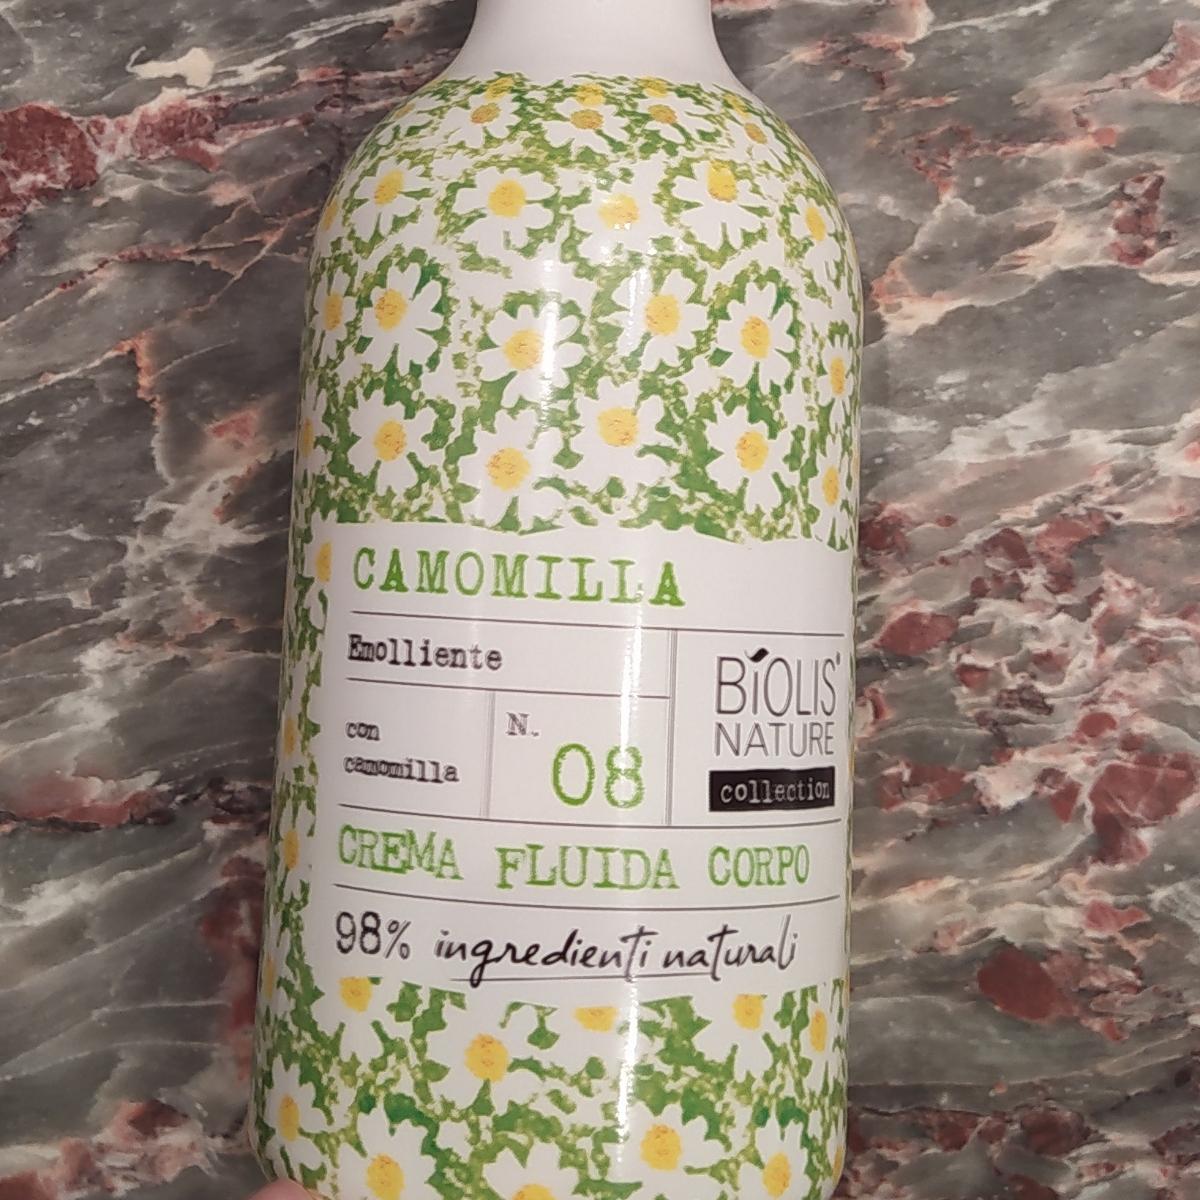 CAMOMILLA
Emolliente
con
camomilla
N.
08
BIOLIS
NATURE
collection
CREMA FLUIDA CORPO
98% ingredienti naturali